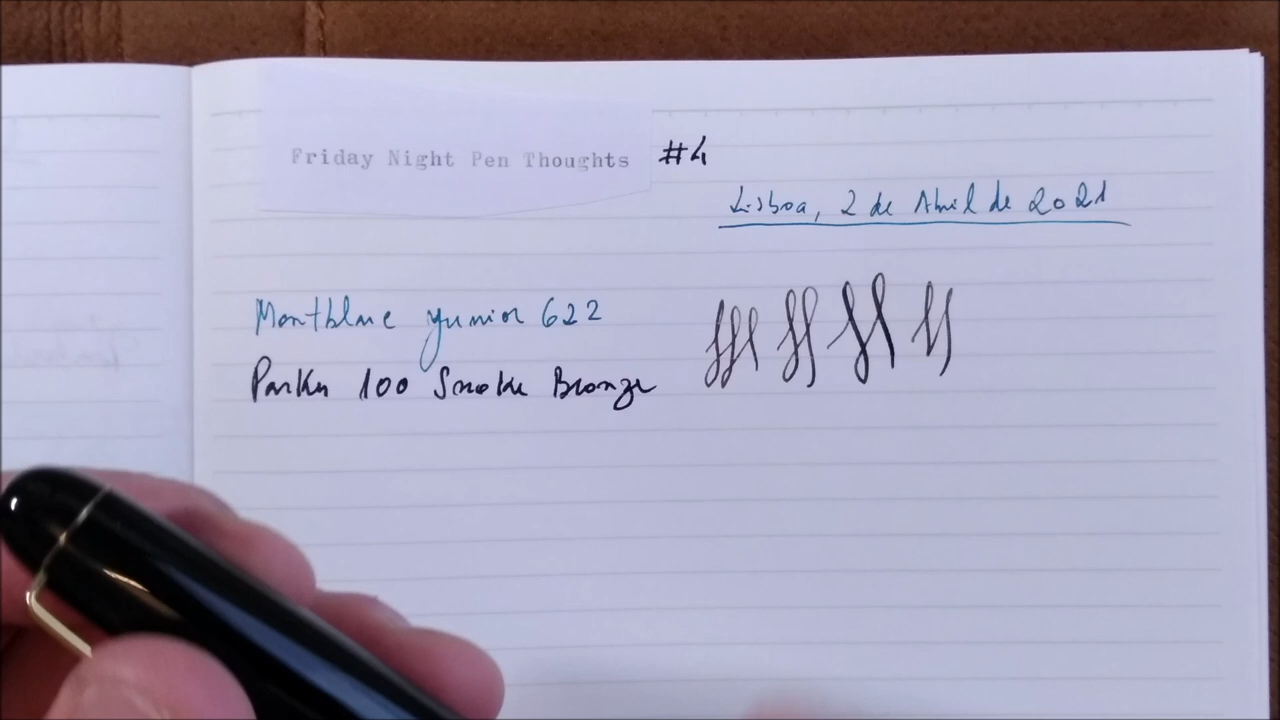 Friday Night Pen Thoughts #4
Lisboa, 2 de Abril de 2021
Montblanc Junior 622
Parker 100 Smoke Bronze